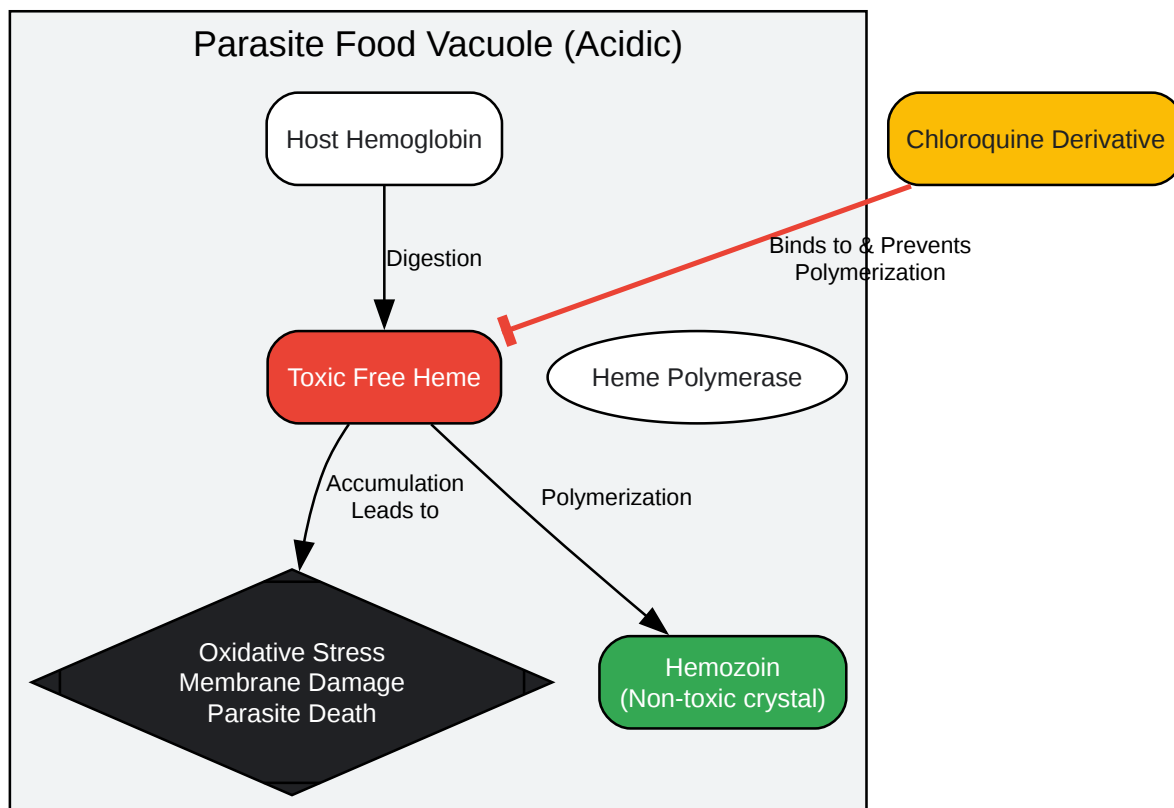 Parasite Food Vacuole (Acidic)
Host Hemoglobin
Chloroquine Derivative
Digestion
Binds to & Prevents
Polymerization
Toxic Free Heme
Heme Polymerase
Accumulation
Leads to
Polymerization
Oxidative Stress
Membrane Damage
Parasite Death
Hemozoin
(Non-toxic crystal)